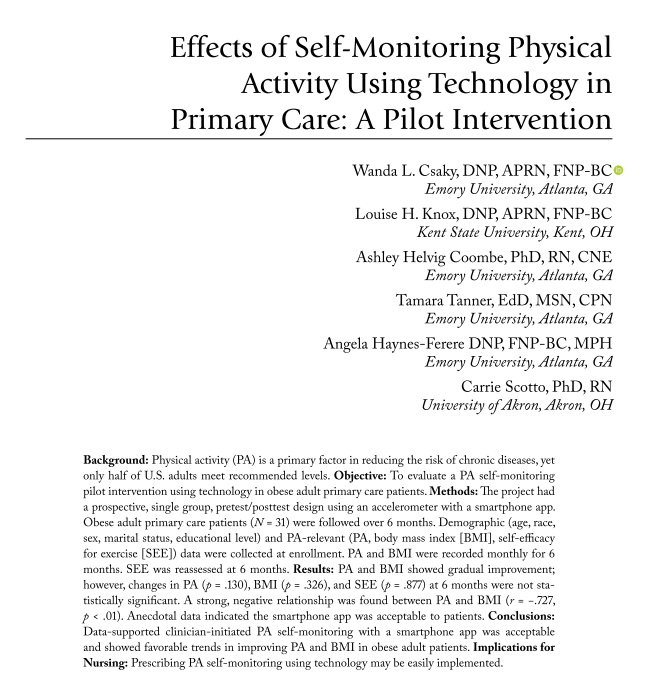 Effects of Self-Monitoring Physical
Activity Using Technology in
Primary Care: A Pilot Intervention
Wanda L. Csaky, DNP, APRN, FNP-BC
Emory University, Atlanta, GA
Louise H. Knox, DNP, APRN, FNP-BC
Kent State University, Kent, OH
Ashley Helvig Coombe, PhD, RN, CNE
Emory University, Atlanta, GA
Tamara Tanner, EdD, MSN, CPN
Emory University, Atlanta, GA
Angela Haynes-Ferere DNP, FNP-BC, MPH
Emory University, Atlanta, GA
Carrie Scotto, PhD, RN
University of Akron, Akron, OH
Background: Physical activity (PA) is a primary factor in reducing the risk of chronic diseases, yet
only half of U.S. adults meet recommended levels. Objective: To evaluate a PA self-monitoring
pilot intervention using technology in obese adult primary care patients. Methods: The project had
a prospective, single group, pretest/posttest design using an accelerometer with a smartphone app.
Obese adult primary care patients (N = 31) were followed over 6 months. Demographic (age, race,
sex, marital status, educational level) and PA-relevant (PA, body mass index [BMI], self-efficacy
for exercise [SEE]) data were collected at enrollment. PA and BMI were recorded monthly for 6
months. SEE was reassessed at 6 months. Results: PA and BMI showed gradual improvement;
however, changes in PA (p = .130), BMI (p = .326), and SEE (p = .877) at 6 months were not sta-
tistically significant. A strong, negative relationship was found between PA and BMI (r = −.727,
p < .01). Anecdotal data indicated the smartphone app was acceptable to patients. Conclusions:
Data-supported clinician-initiated PA self-monitoring with a smartphone app was acceptable
and showed favorable trends in improving PA and BMI in obese adult patients. Implications for
Nursing: Prescribing PA self-monitoring using technology may be easily implemented.